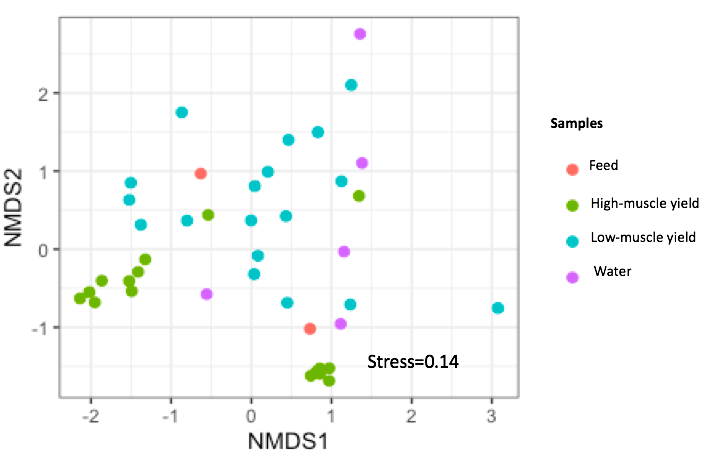 NMDS2
2
1
0
-1
-2
-1
0
1
2
3
NMDS1
Stress=0.14
Samples
Feed
High-muscle yield
Low-muscle yield
Water